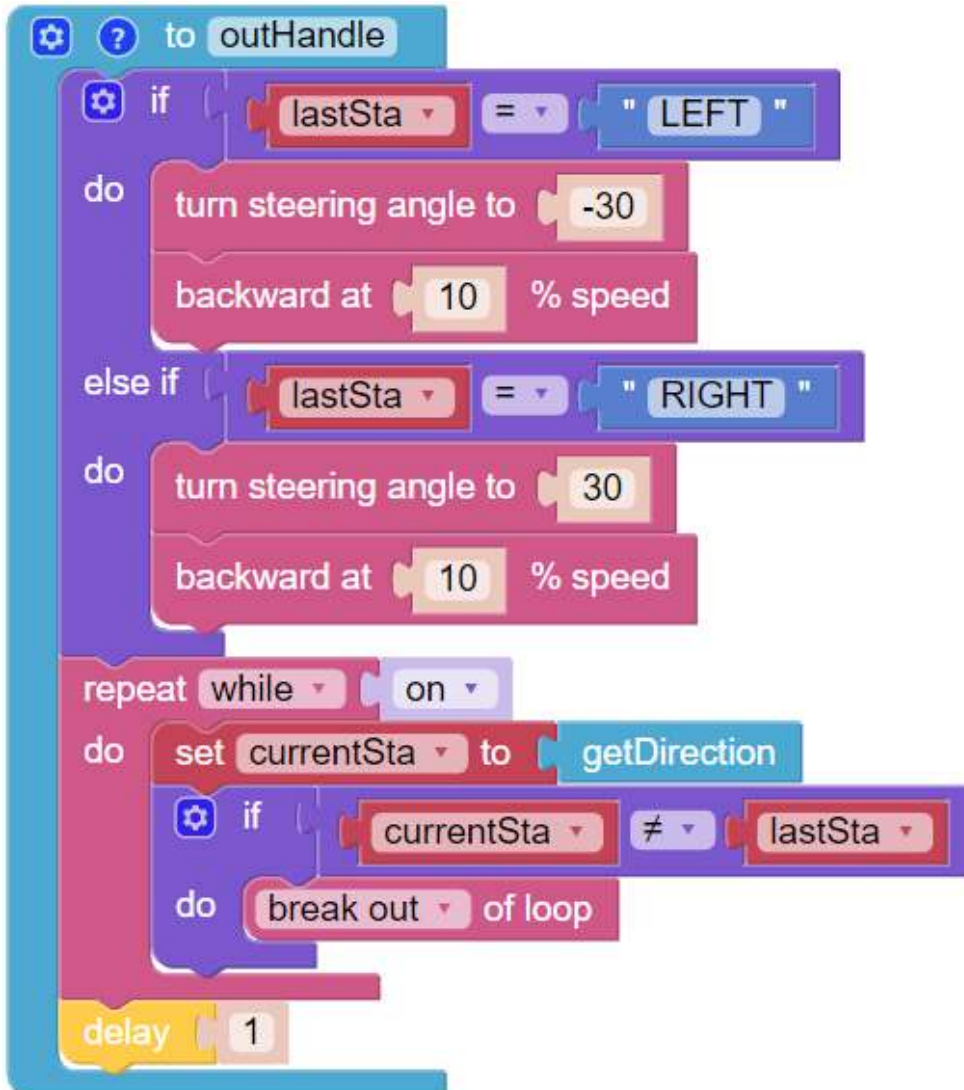 ? to outHandle
if lastSta = " LEFT "
do turn steering angle to -30
backward at 10 % speed
else if lastSta = " RIGHT "
do turn steering angle to 30
backward at 10 % speed
repeat while on
do set currentSta to getDirection
if currentSta ≠ lastSta
do break out of loop
delay 1